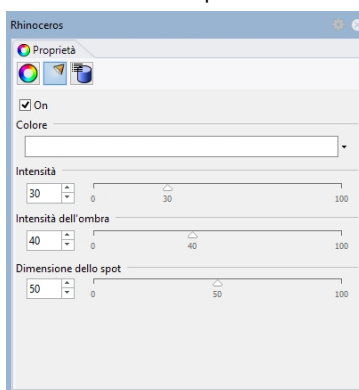 Rhinoceros
Proprietà
On
Colore
Intensità
30 0 30 100
Intensità dell'ombra
40 0 40 100
Dimensione dello spot
50 0 50 100